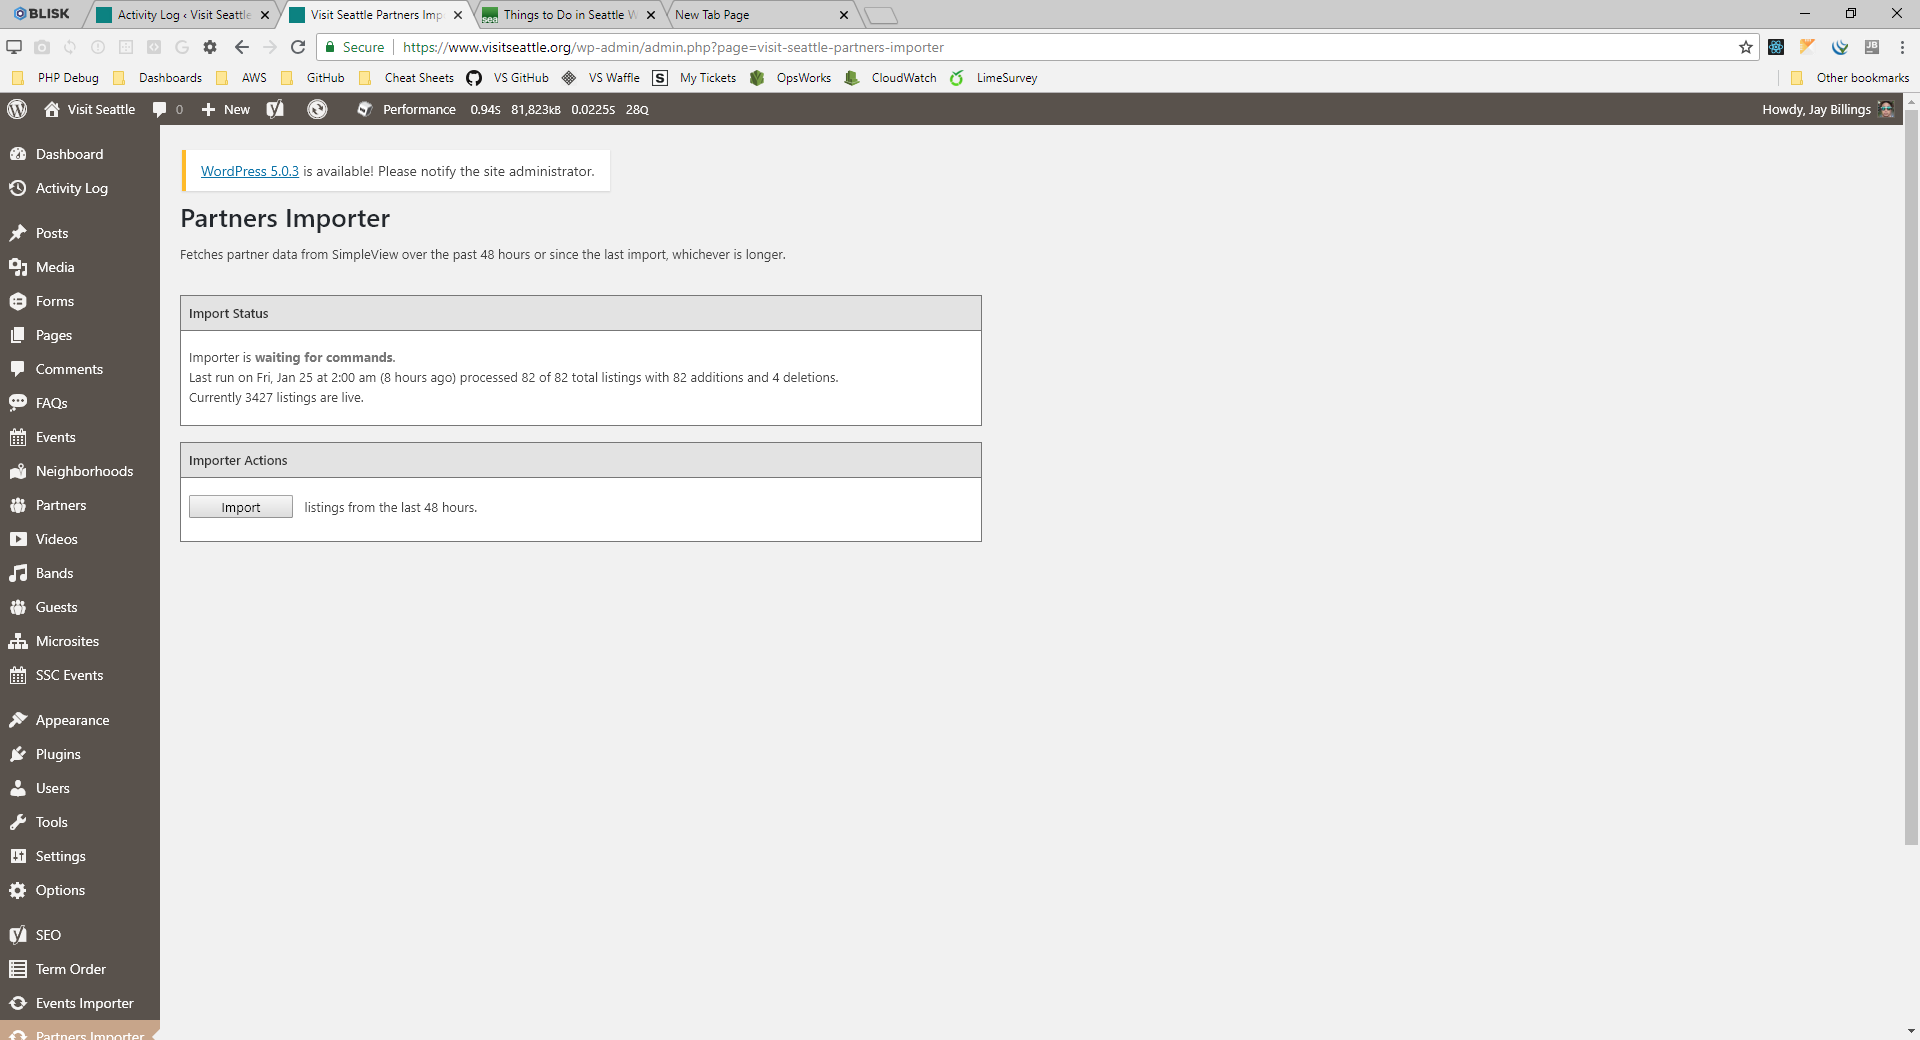 BLISK
Activity Log ‹ Visit Seattle
Visit Seattle Partners Imp
Things to Do in Seattle W
New Tab Page
Secure
https://www.visitseattle.org/wp-admin/admin.php?page=visit-seattle-partners-importer
PHP Debug
Dashboards
AWS
GitHub
Cheat Sheets
VS GitHub
VS Waffle
My Tickets
OpsWorks
CloudWatch
LimeSurvey
Other bookmarks
Visit Seattle
0
New
Performance
0.94S 81,823KB 0.0225S 28Q
Howdy, Jay Billings
Dashboard
Activity Log
Posts
Media
Forms
Pages
Comments
FAQs
Events
Neighborhoods
Partners
Videos
Bands
Guests
Microsites
SSC Events
Appearance
Plugins
Users
Tools
Settings
Options
SEO
Term Order
Events Importer
Partners Importer
WordPress 5.0.3 is available! Please notify the site administrator.
Partners Importer
Fetches partner data from SimpleView over the past 48 hours or since the last import, whichever is longer.
Import Status
Importer is waiting for commands.
Last run on Fri, Jan 25 at 2:00 am (8 hours ago) processed 82 of 82 total listings with 82 additions and 4 deletions.
Currently 3427 listings are live.
Importer Actions
Import listings from the last 48 hours.